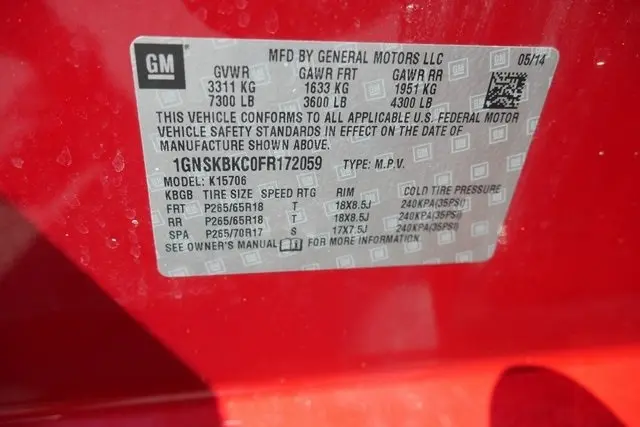 GM
MFD BY GENERAL MOTORS LLC 05/14
GVWR GAWR FRT GAWR RR
3311 KG 1633 KG 1951 KG
7300 LB 3600 LB 4300 LB
THIS VEHICLE CONFORMS TO ALL APPLICABLE U.S. FEDERAL MOTOR
VEHICLE SAFETY STANDARDS IN EFFECT ON THE DATE OF
MANUFACTURE SHOWN ABOVE.
1GNSKBKC0FR172059 TYPE: M.P.V.
MODEL: K15706
KBGB TIRE SIZE SPEED RTG RIM COLD TIRE PRESSURE
FRT P265/65R18 T 18X8.5J 240KPA(35PSI)
RR P265/65R18 T 18X8.5J 240KPA(35PSI)
SPA P265/70R17 S 17X7.5J 240KPA(35PSI)
SEE OWNER'S MANUAL FOR MORE INFORMATION.